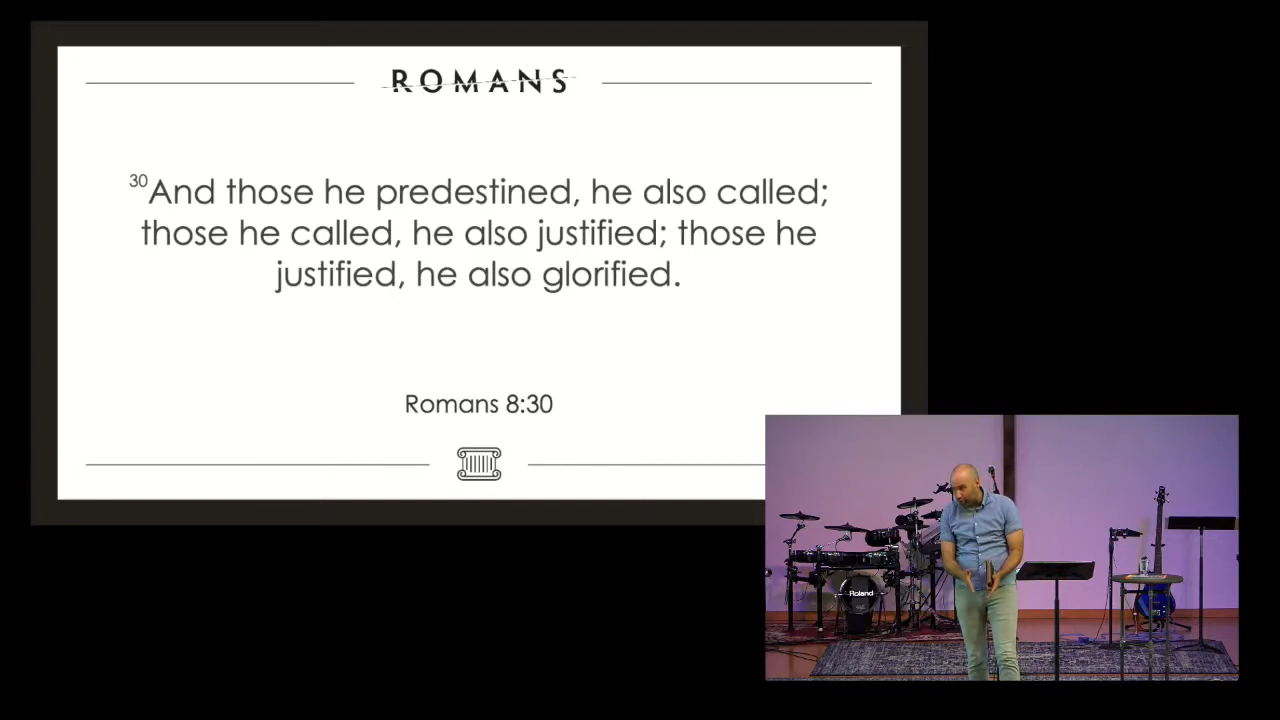 ROMANS
30And those he predestined, he also called;
those he called, he also justified; those he
justified, he also glorified.
Romans 8:30
Roland